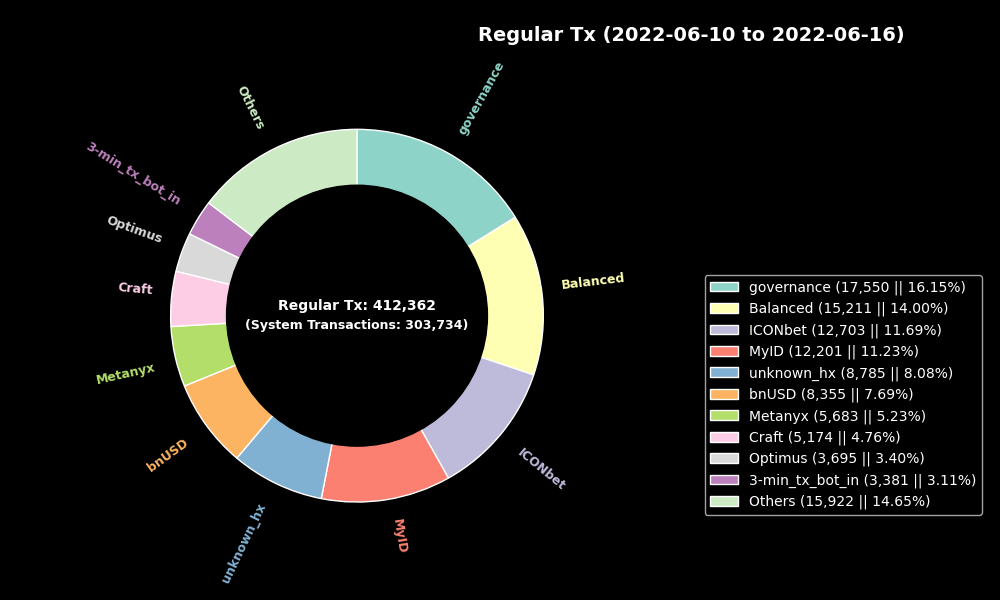 Regular Tx (2022-06-10 to 2022-06-16)
governance
Others
3-min_tx_bot_in
Optimus
Balanced
Craft
Regular Tx: 412,362
(System Transactions: 303,734)
Metanyx
bnUSD
ICONbet
unknown_hx
MyID
governance (17,550 || 16.15%)
Balanced (15,211 || 14.00%)
ICONbet (12,703 || 11.69%)
MyID (12,201 || 11.23%)
unknown_hx (8,785 || 8.08%)
bnUSD (8,355 || 7.69%)
Metanyx (5,683 || 5.23%)
Craft (5,174 || 4.76%)
Optimus (3,695 || 3.40%)
3-min_tx_bot_in (3,381 || 3.11%)
Others (15,922 || 14.65%)